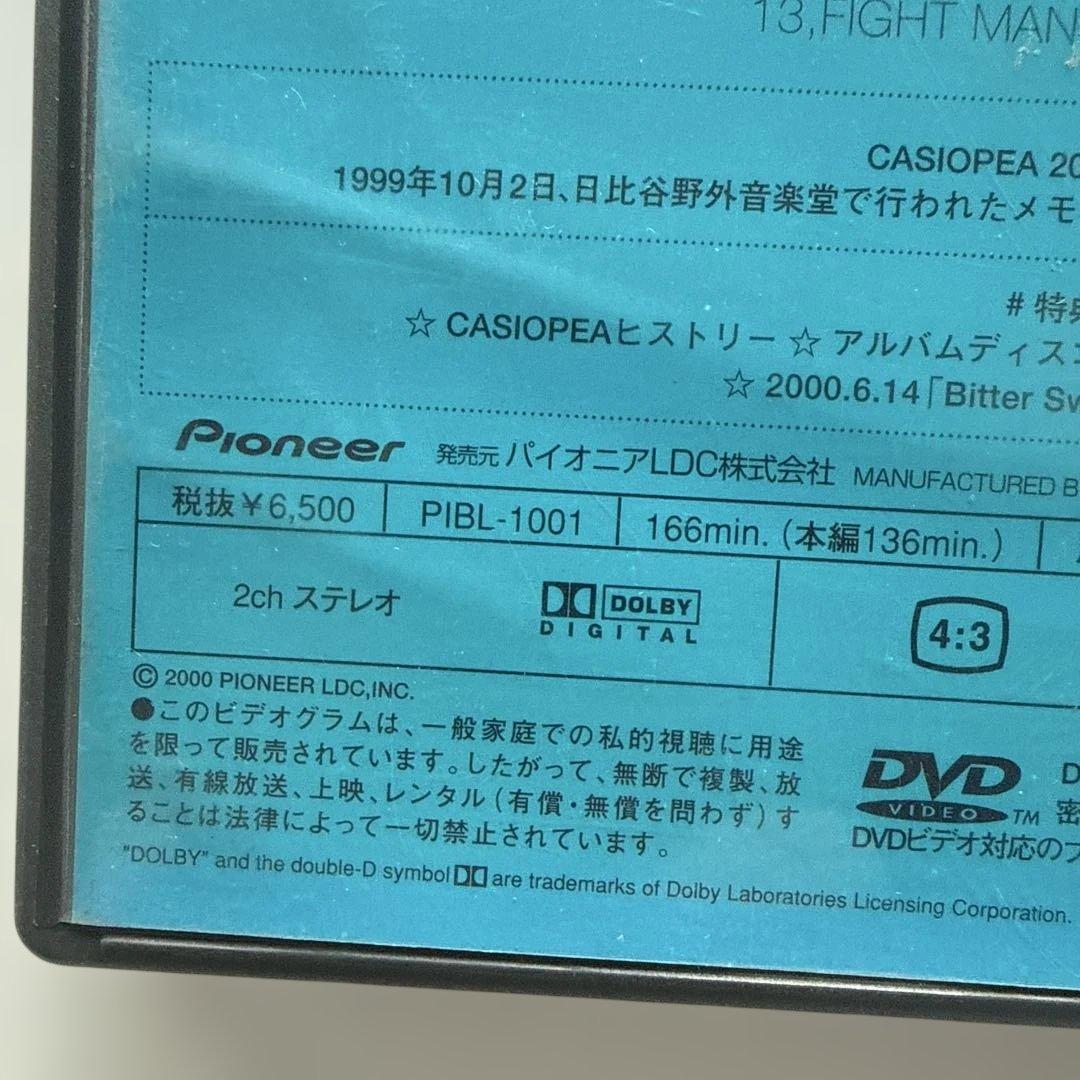 13,FIGHT MAN
CASIOPEA 20
1999年10月2日、日比谷野外音楽堂で行われたメモ
#特典
☆ CASIOPEAヒストリー ☆ アルバムディスコ
☆ 2000.6.14「Bitter Sw
Pioneer 発売元 パイオニアLDC株式会社 MANUFACTURED B
税抜￥6,500 PIBL-1001 166min.(本編136min.)
2ch ステレオ DOLBY DIGITAL 4:3
© 2000 PIONEER LDC,INC.
●このビデオグラムは、一般家庭での私的視聴に用途
を限って販売されています。したがって、無断で複製、放
送、有線放送、上映、レンタル(有償・無償を問わず)す
ることは法律によって一切禁止されています。
DVD D
VIDEO TM 密
DVDビデオ対応のプ
"DOLBY" and the double-D symbol are trademarks of Dolby Laboratories Licensing Corporation.